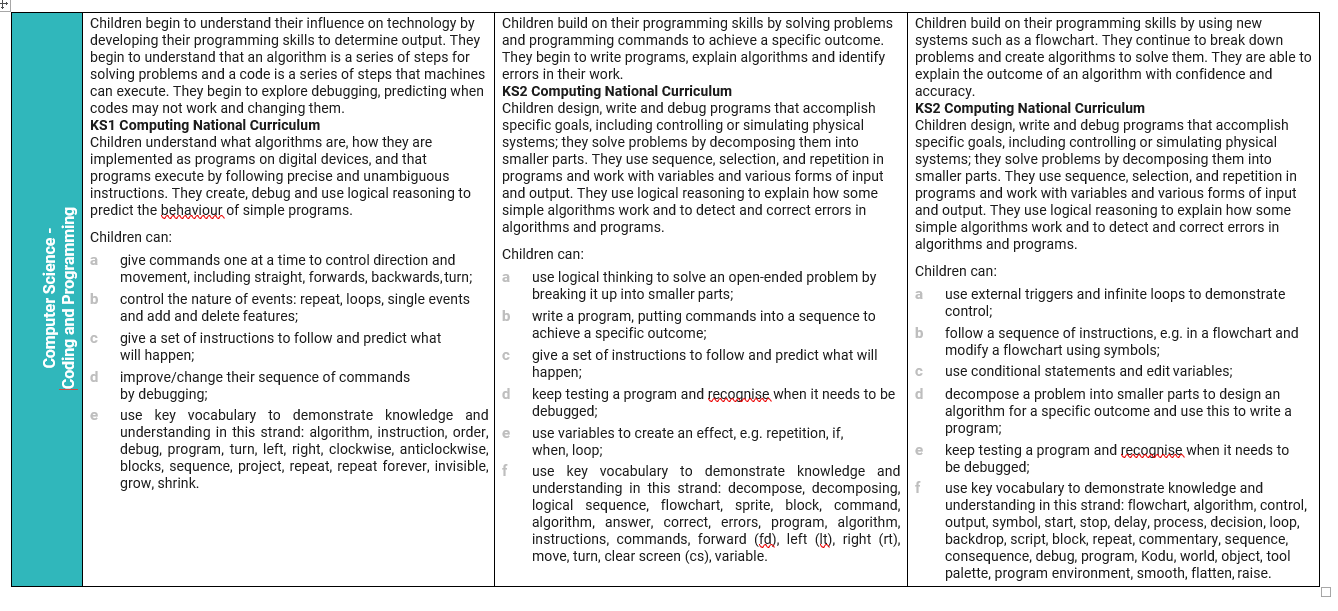 Computer Science -
Coding and Programming
Children begin to understand their influence on technology by
developing their programming skills to determine output. They
begin to understand that an algorithm is a series of steps for
solving problems and a code is a series of steps that machines
can execute. They begin to explore debugging, predicting when
codes may not work and changing them.
KS1 Computing National Curriculum
Children understand what algorithms are, how they are
implemented as programs on digital devices, and that
programs execute by following precise and unambiguous
instructions. They create, debug and use logical reasoning to
predict the behaviour of simple programs.
Children can:
a give commands one at a time to control direction and
movement, including straight, forwards, backwards,turn;
b control the nature of events: repeat, loops, single events
and add and delete features;
c give a set of instructions to follow and predict what
will happen;
d improve/change their sequence of commands
by debugging;
e use key vocabulary to demonstrate knowledge and
understanding in this strand: algorithm, instruction, order,
debug, program, turn, left, right, clockwise, anticlockwise,
blocks, sequence, project, repeat, repeat forever, invisible,
grow, shrink.
Children build on their programming skills by solving problems
and programming commands to achieve a specific outcome.
They begin to write programs, explain algorithms and identify
errors in their work.
KS2 Computing National Curriculum
Children design, write and debug programs that accomplish
specific goals, including controlling or simulating physical
systems; they solve problems by decomposing them into
smaller parts. They use sequence, selection, and repetition in
programs and work with variables and various forms of input
and output. They use logical reasoning to explain how some
simple algorithms work and to detect and correct errors in
algorithms and programs.
Children can:
a use logical thinking to solve an open-ended problem by
breaking it up into smaller parts;
b write a program, putting commands into a sequence to
achieve a specific outcome;
c give a set of instructions to follow and predict what will
happen;
d keep testing a program and recognise when it needs to be
debugged;
e use variables to create an effect, e.g. repetition, if,
when, loop;
f use key vocabulary to demonstrate knowledge and
understanding in this strand: decompose, decomposing,
logical sequence, flowchart, sprite, block, command,
algorithm, answer, correct, errors, program, algorithm,
instructions, commands, forward (fd), left (lt), right (rt),
move, turn, clear screen (cs), variable.
Children build on their programming skills by using new
systems such as a flowchart. They continue to break down
problems and create algorithms to solve them. They are able to
explain the outcome of an algorithm with confidence and
accuracy.
KS2 Computing National Curriculum
Children design, write and debug programs that accomplish
specific goals, including controlling or simulating physical
systems; they solve problems by decomposing them into
smaller parts. They use sequence, selection, and repetition in
programs and work with variables and various forms of input
and output. They use logical reasoning to explain how some
simple algorithms work and to detect and correct errors in
algorithms and programs.
Children can:
a use external triggers and infinite loops to demonstrate
control;
b follow a sequence of instructions, e.g. in a flowchart and
modify a flowchart using symbols;
c use conditional statements and edit variables;
d decompose a problem into smaller parts to design an
algorithm for a specific outcome and use this to write a
program;
e keep testing a program and recognise when it needs to
be debugged;
f use key vocabulary to demonstrate knowledge and
understanding in this strand: flowchart, algorithm, control,
output, symbol, start, stop, delay, process, decision, loop,
backdrop, script, block, repeat, commentary, sequence,
consequence, debug, program, Kodu, world, object, tool
palette, program environment, smooth, flatten, raise.